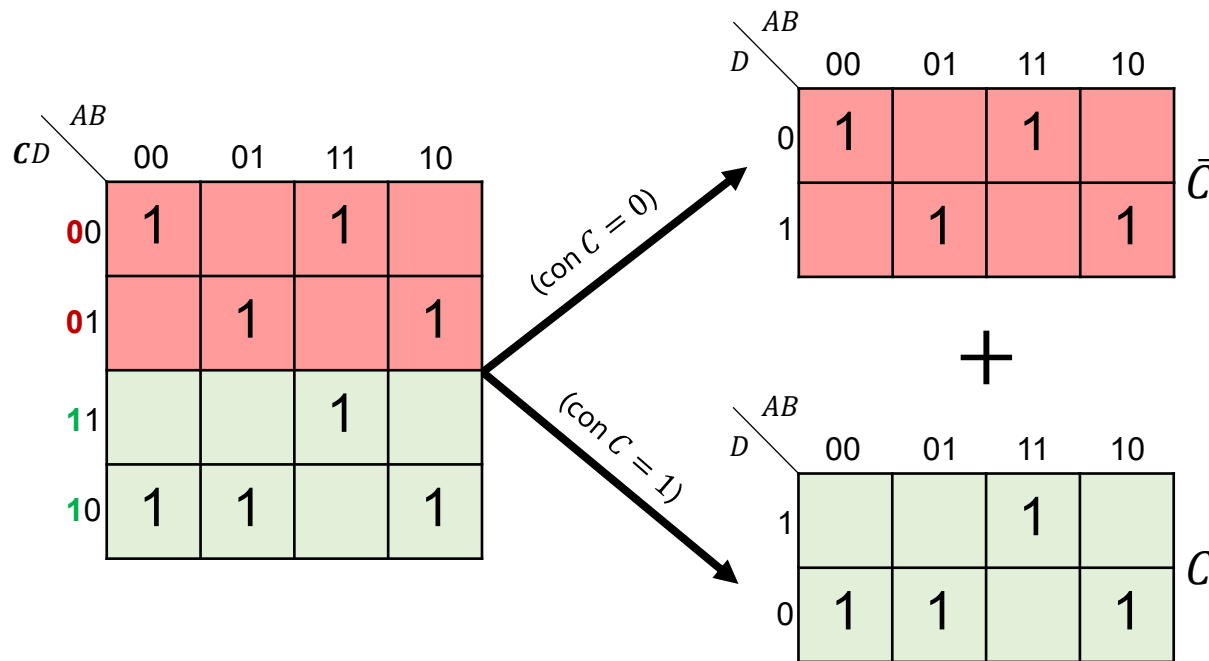 AB
CD 00 01 11 10
00 1 1
01 1 1
11 1
10 1 1 1
(con C = 0)
(con C = 1)
AB
D 00 01 11 10
0 1 1
1 1 1
C̄
+
AB
D 00 01 11 10
1 1
0 1 1 1
C